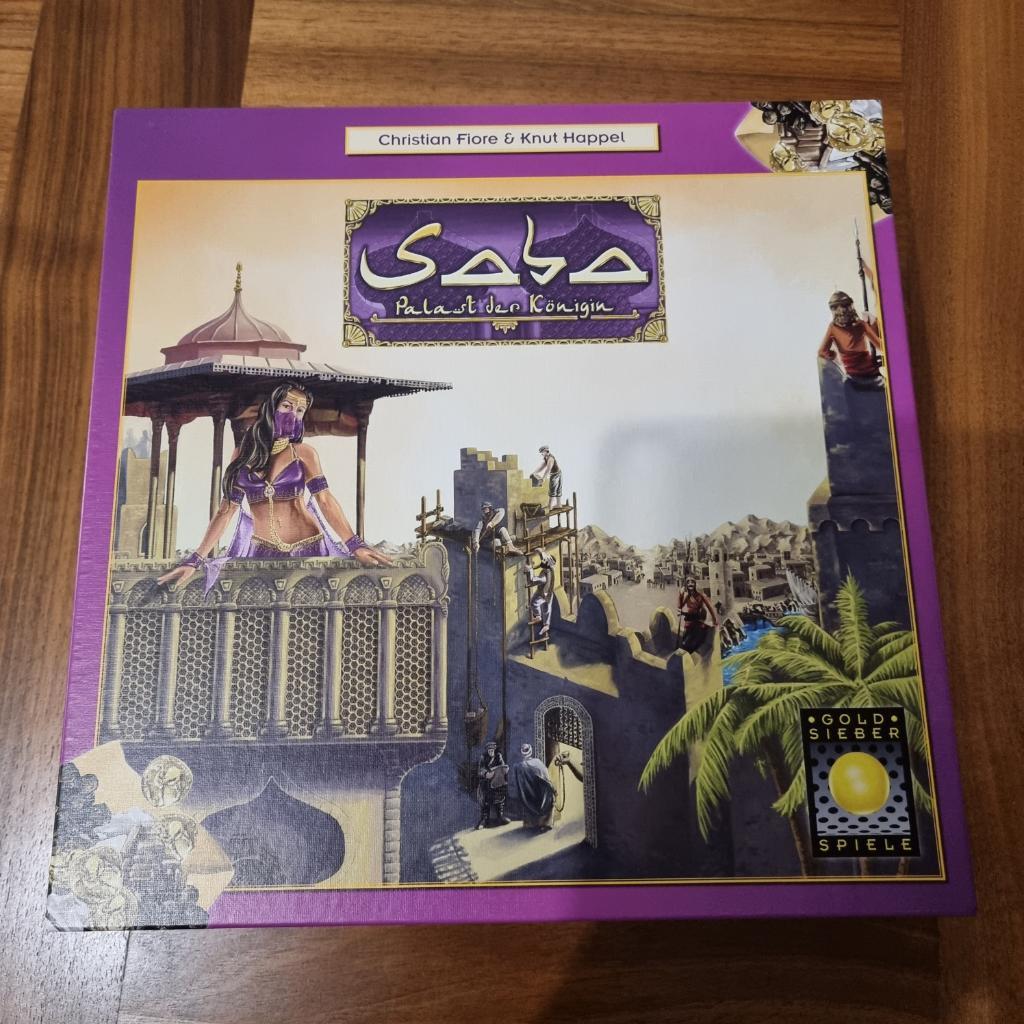 Christian Fiore & Knut Happel
Saba
Palast der Königin
GOLD
SIEBER
SPIELE